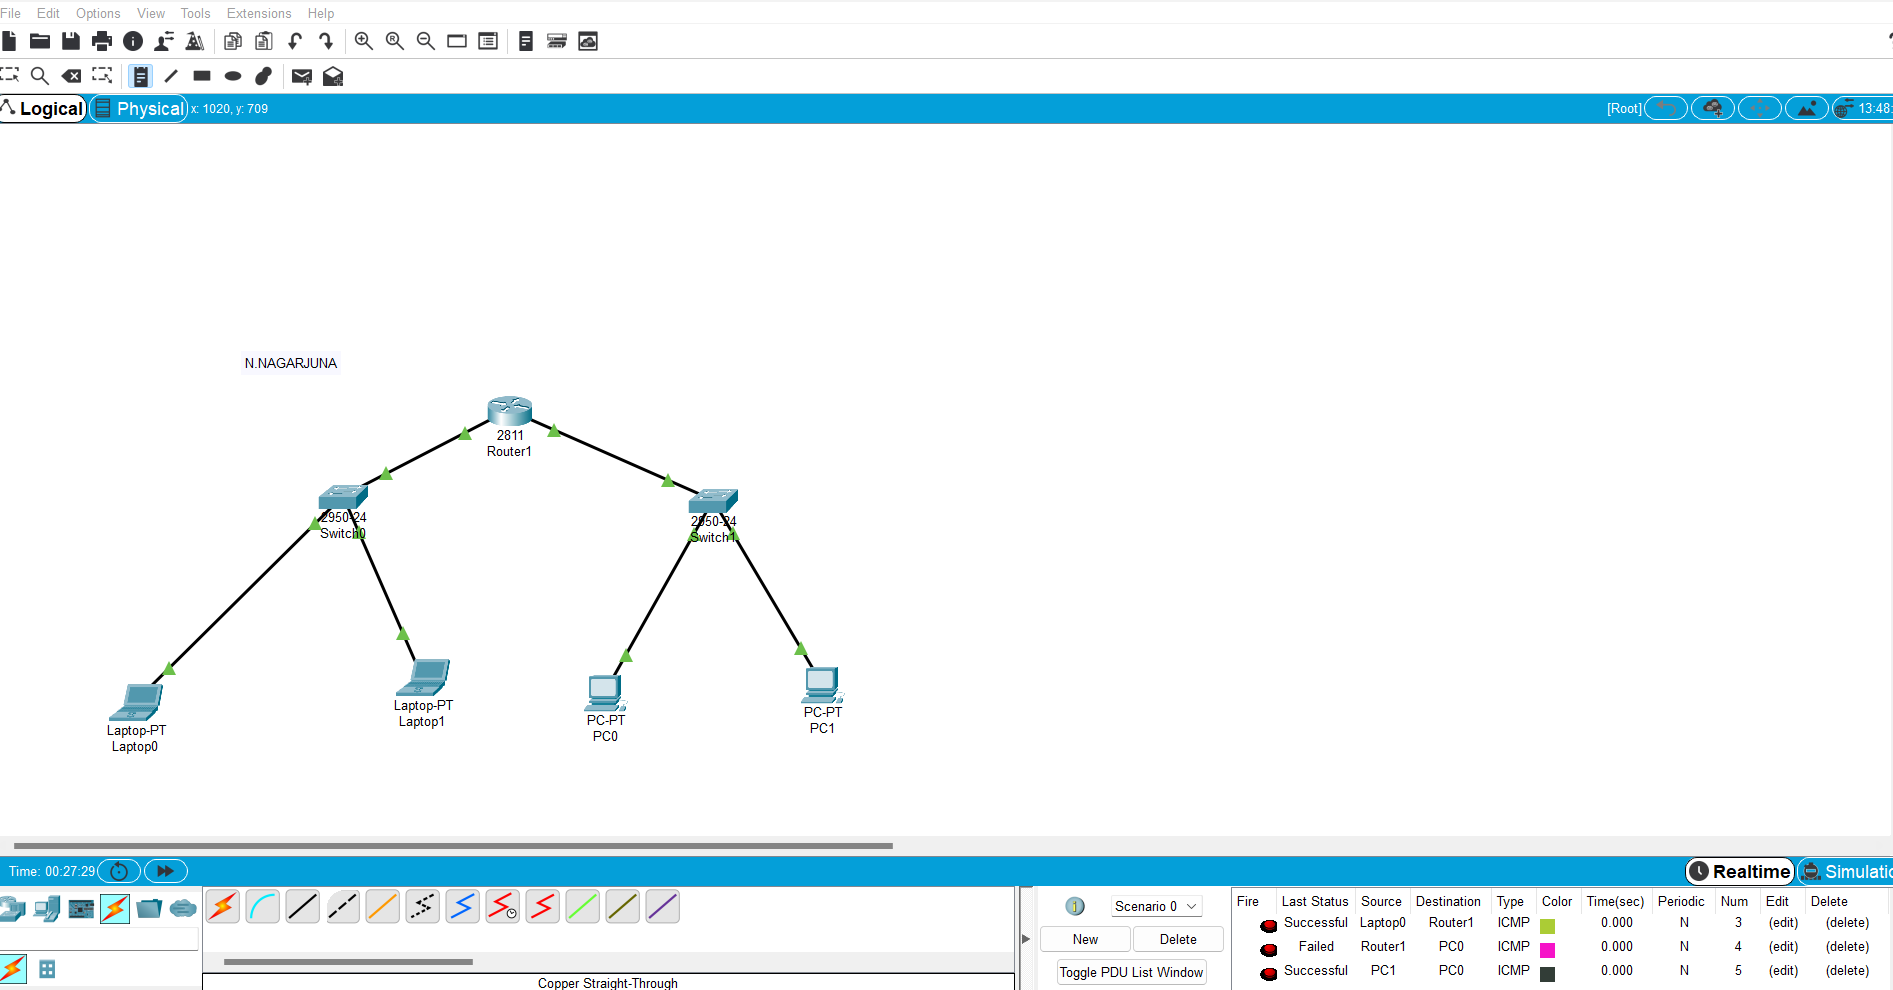 File Edit Options View Tools Extensions Help
Logical Physical x: 1020, y: 709 [Root] 13:48:
N.NAGARJUNA
2811
Router1
2950-24
Switch0
2950-24
Switch1
Laptop-PT
Laptop0
Laptop-PT
Laptop1
PC-PT
PC0
PC-PT
PC1
Time: 00:27:29
Realtime Simulatio
Scenario 0
New Delete
Toggle PDU List Window
Fire Last Status Source Destination Type Color Time(sec) Periodic Num Edit Delete
Successful Laptop0 Router1 ICMP 0.000 N 3 (edit) (delete)
Failed Router1 PC0 ICMP 0.000 N 4 (edit) (delete)
Successful PC1 PC0 ICMP 0.000 N 5 (edit) (delete)
Copper Straight-Through